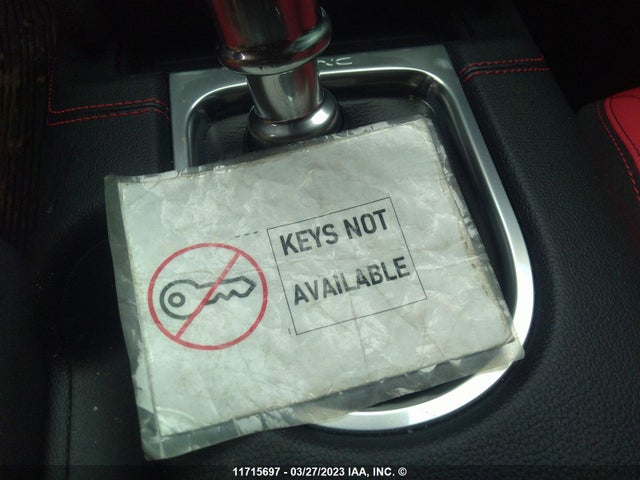 KEYS NOT
AVAILABLE
11715697 - 03/27/2023 IAA, INC. ©